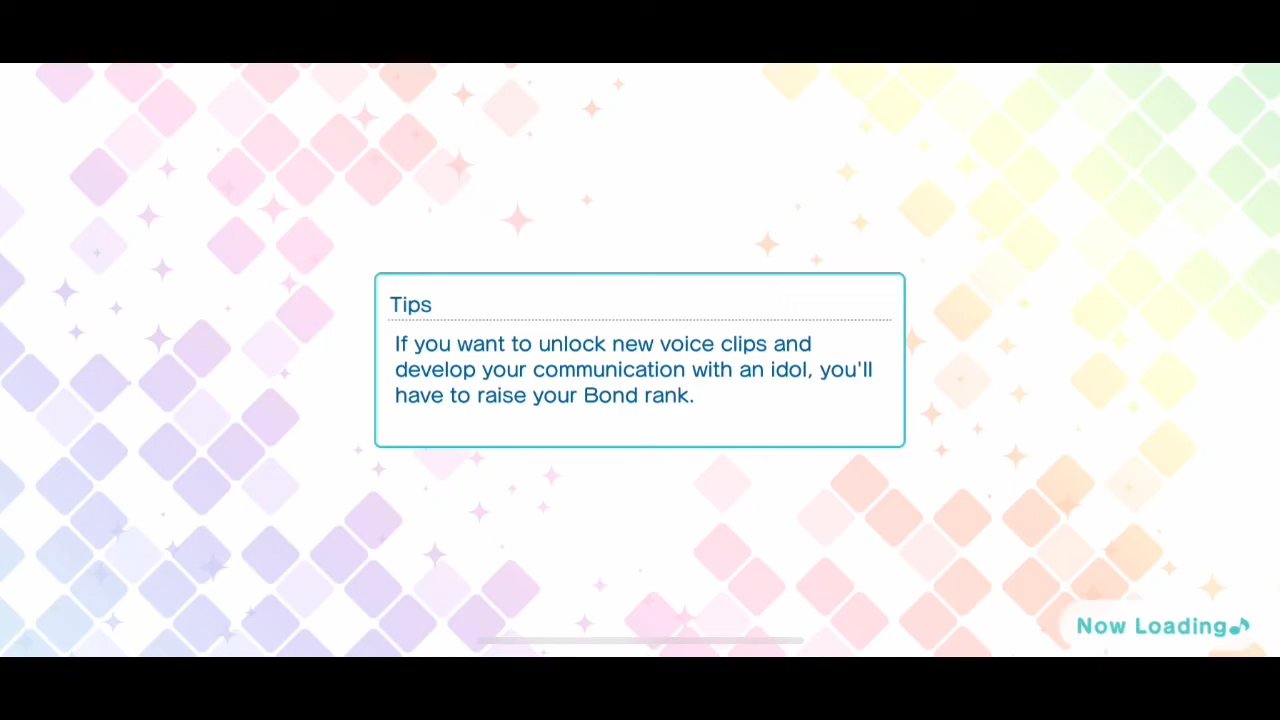 Tips
If you want to unlock new voice clips and
develop your communication with an idol, you'll
have to raise your Bond rank.
Now Loading♪